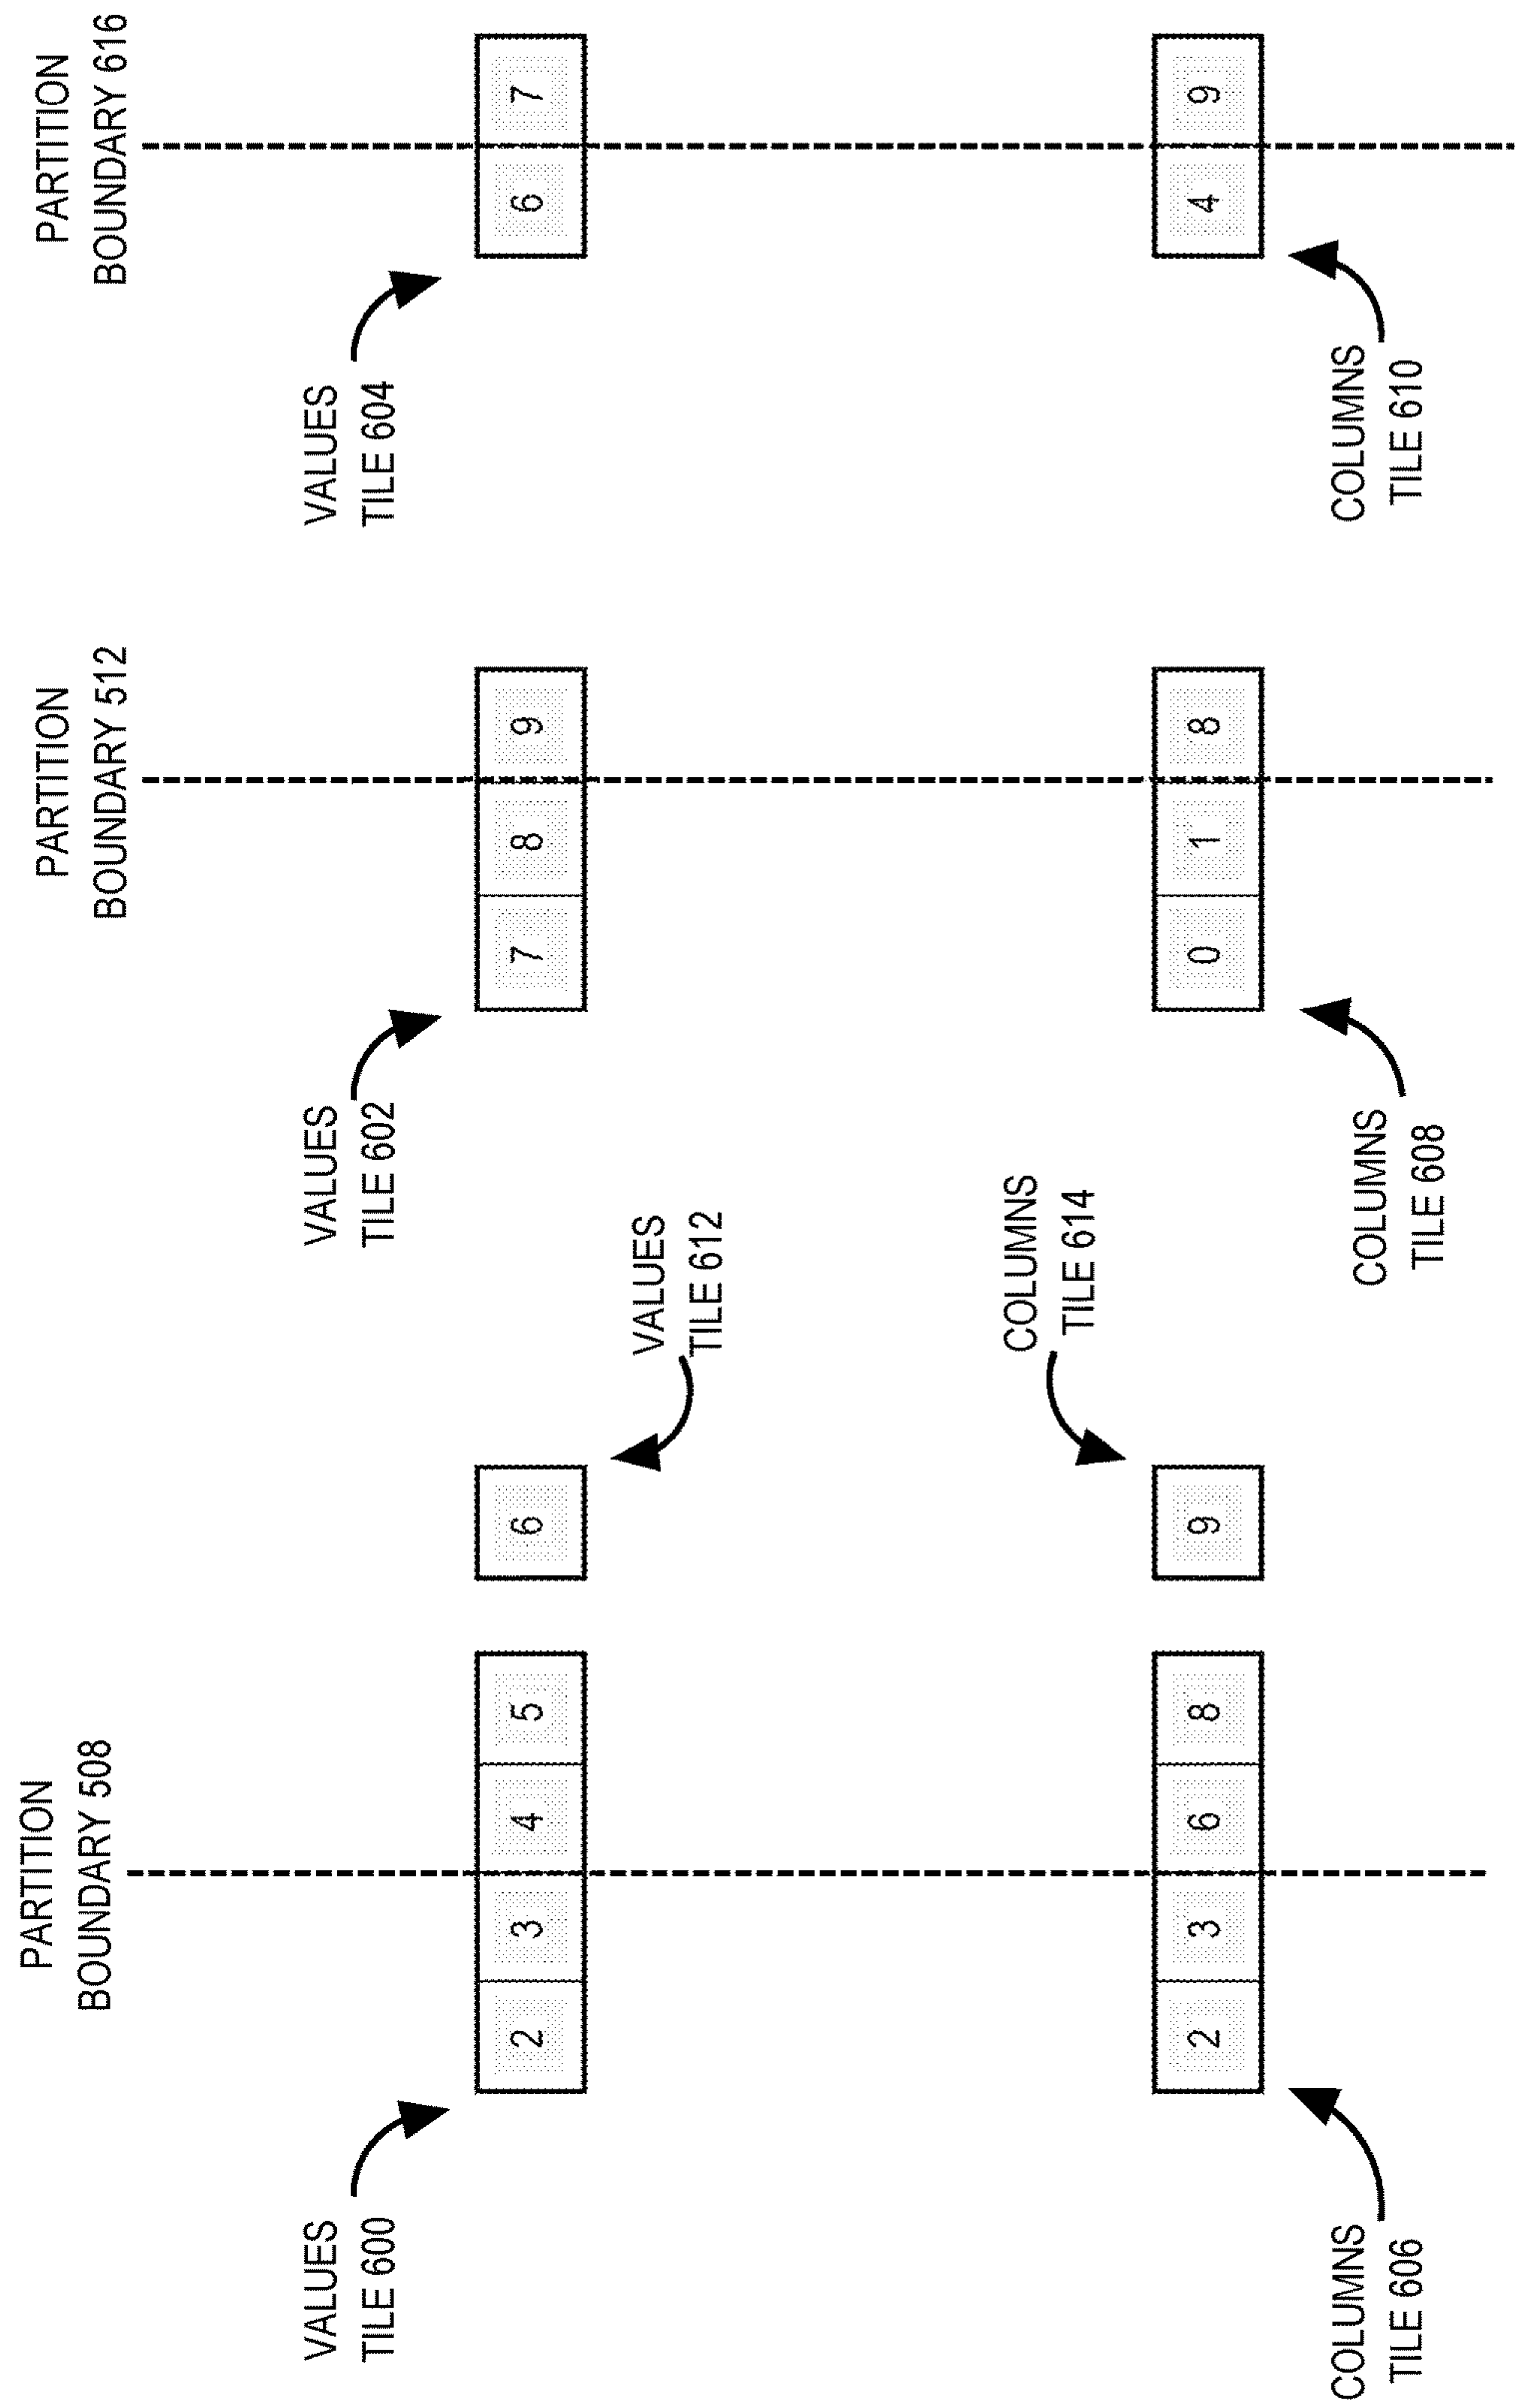 PARTITION
BOUNDARY 508
PARTITION
BOUNDARY 512
PARTITION
BOUNDARY 616
VALUES
TILE 600
VALUES
TILE 602
VALUES
TILE 604
2 3 4 5
6
7 8 9
6 7
VALUES
TILE 612
COLUMNS
TILE 614
2 3 6 8
9
0 1 8
4 9
COLUMNS
TILE 606
COLUMNS
TILE 608
COLUMNS
TILE 610